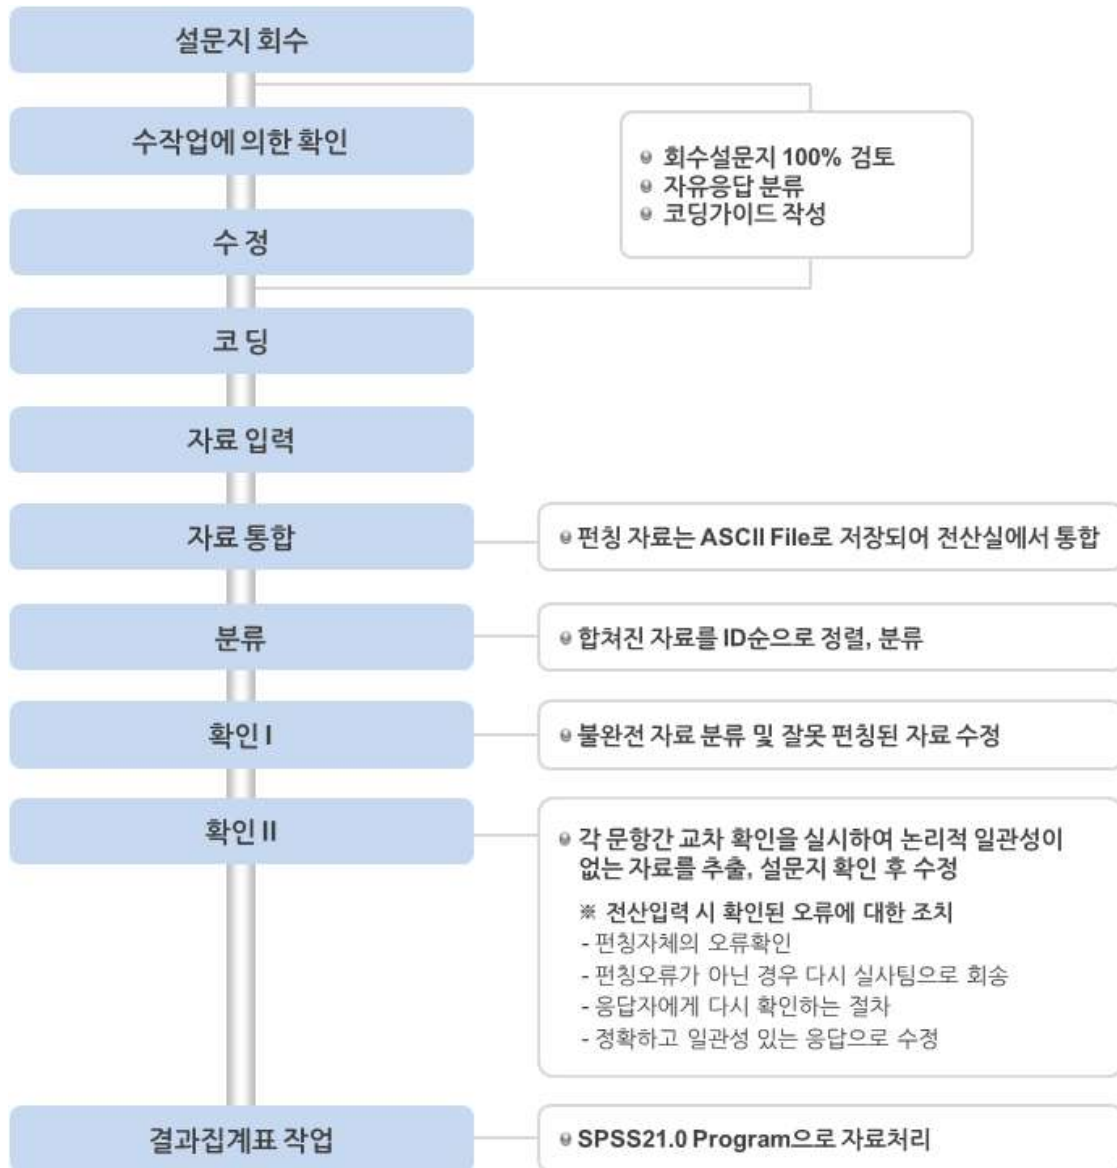 설문지 회수
수작업에 의한 확인
● 회수설문지 100% 검토
● 자유응답 분류
● 코딩가이드 작성
수 정
코 딩
자료 입력
자료 통합
● 펀칭 자료는 ASCII File로 저장되어 전산실에서 통합
분류
● 합쳐진 자료를 ID순으로 정렬, 분류
확인 I
● 불완전 자료 분류 및 잘못 펀칭된 자료 수정
확인 II
● 각 문항간 교차 확인을 실시하여 논리적 일관성이
없는 자료를 추출, 설문지 확인 후 수정
※ 전산입력 시 확인된 오류에 대한 조치
- 펀칭자체의 오류확인
- 펀칭오류가 아닌 경우 다시 실사팀으로 회송
- 응답자에게 다시 확인하는 절차
- 정확하고 일관성 있는 응답으로 수정
결과집계표 작업
● SPSS21.0 Program으로 자료처리